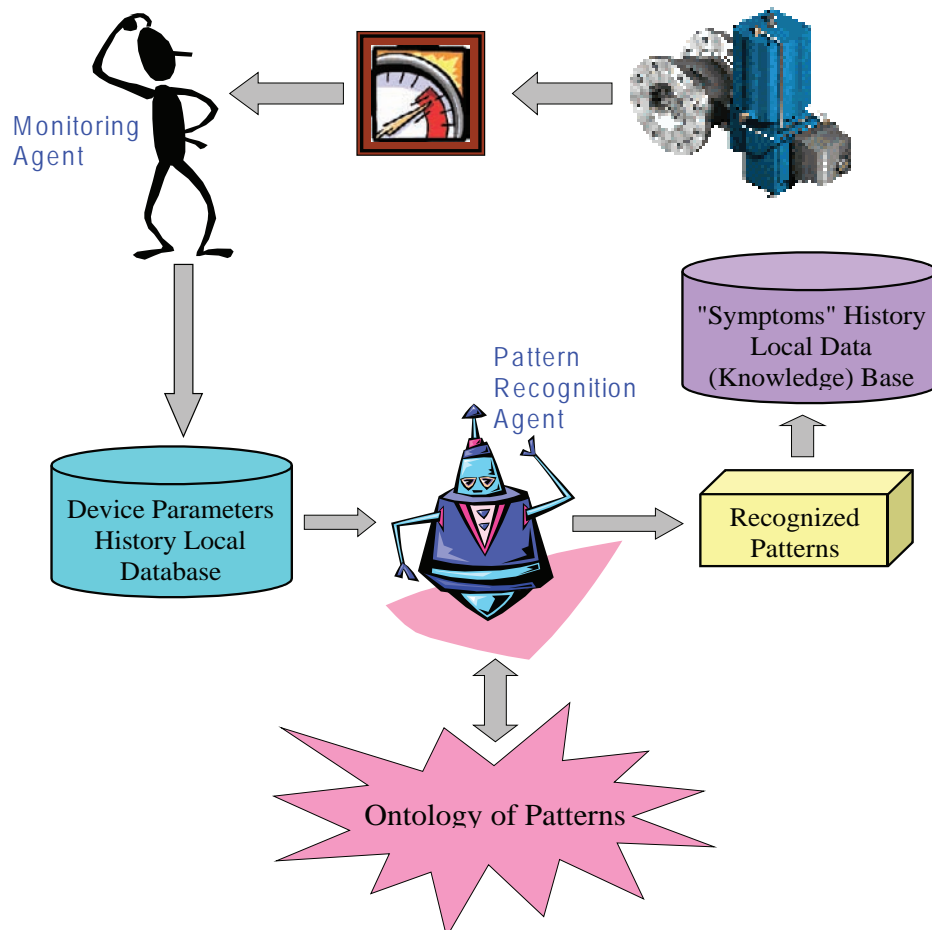 Monitoring
Agent
"Symptoms" History
Local Data
(Knowledge) Base
Pattern
Recognition
Agent
Device Parameters
History Local
Database
Recognized
Patterns
Ontology of Patterns